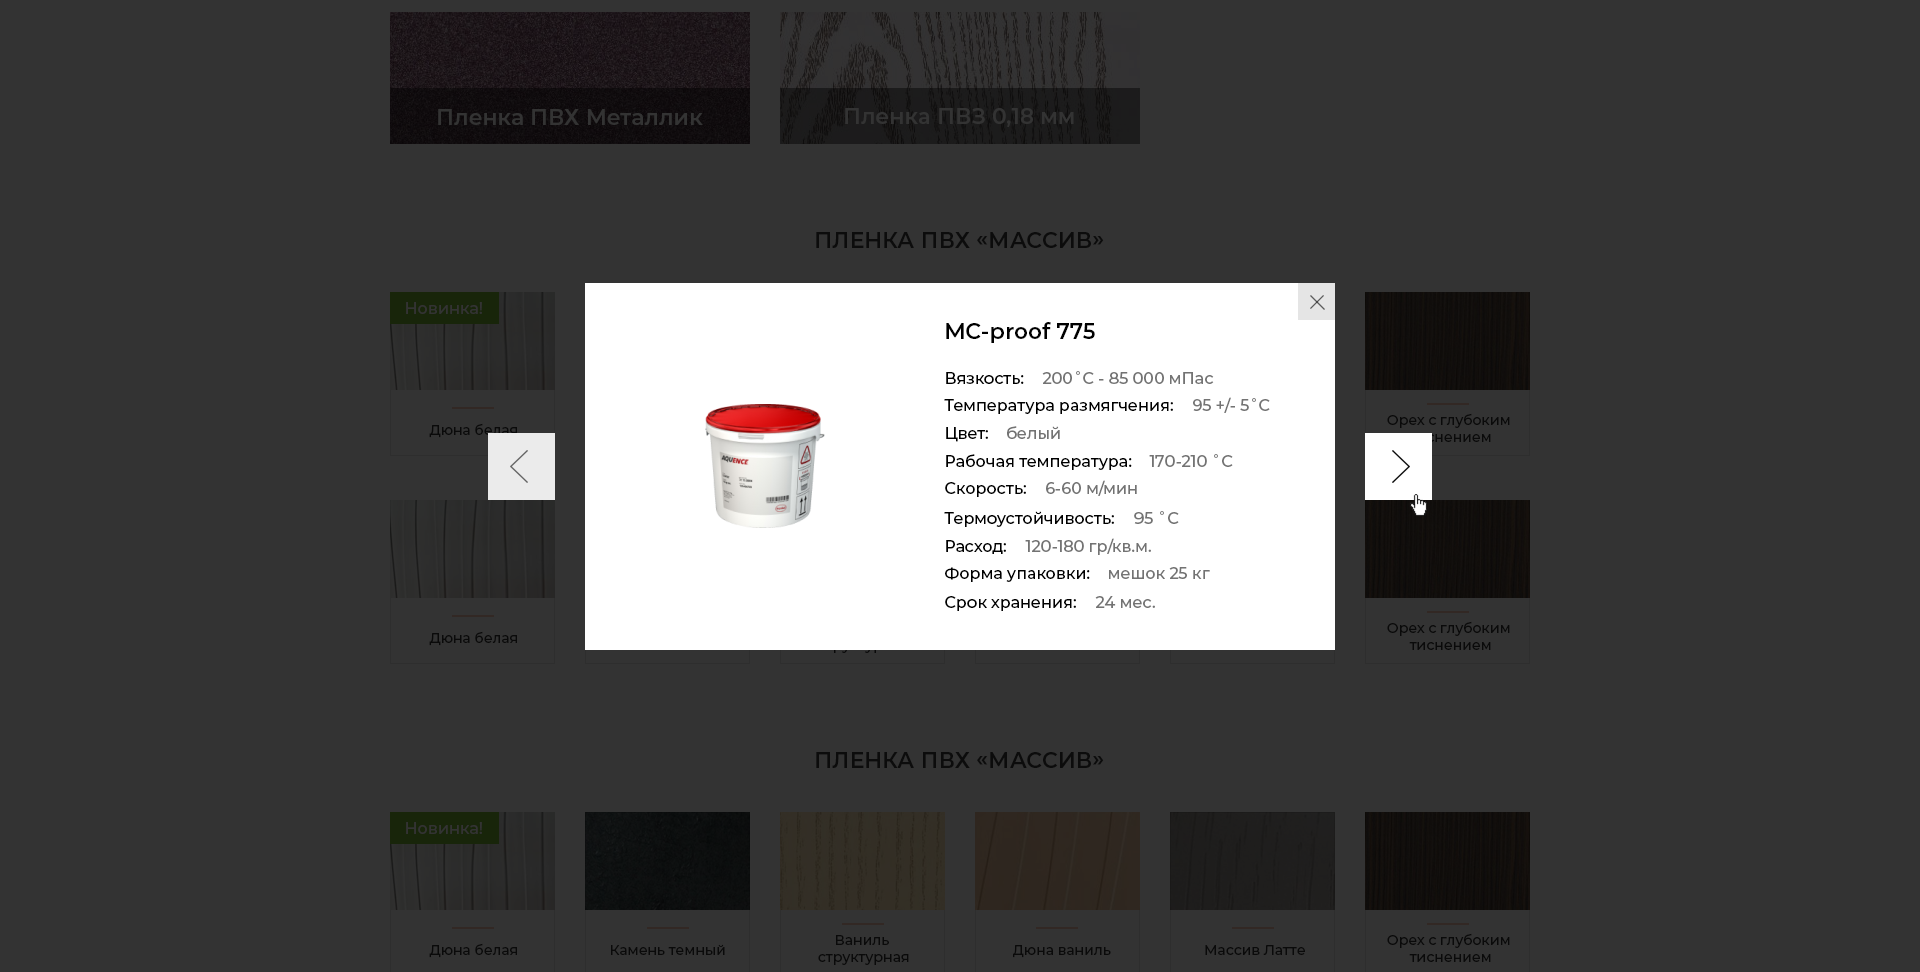 Пленка ПВХ Металлик
Пленка ПВЗ 0,18 мм
ПЛЕНКА ПВХ «МАССИВ»
Новинка!
Дюна белая
Орех с глубоким
снением
MC-proof 775
Вязкость: 200˚С - 85 000 мПас
Температура размягчения: 95 +/- 5˚С
Цвет: белый
Рабочая температура: 170-210 ˚С
Скорость: 6-60 м/мин
Термоустойчивость: 95 ˚С
Расход: 120-180 гр/кв.м.
Форма упаковки: мешок 25 кг
Срок хранения: 24 мес.
AQUENCE
Дюна белая
Орех с глубоким
тиснением
ПЛЕНКА ПВХ «МАССИВ»
Новинка!
Дюна белая
Камень темный
Ваниль
структурная
Дюна ваниль
Массив Латте
Орех с глубоким
тиснением